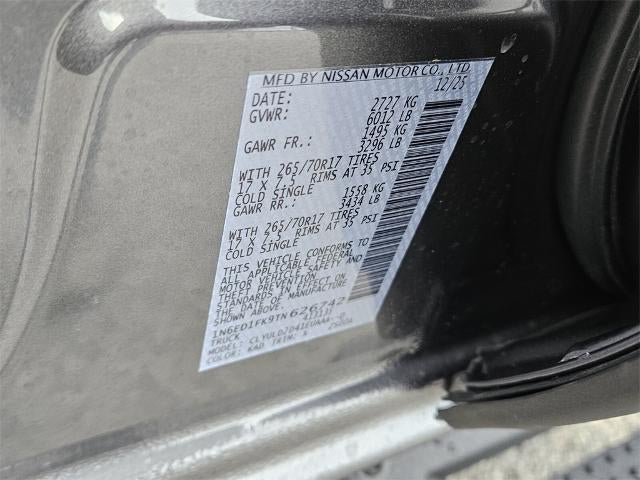 MFD BY NISSAN MOTOR CO., LTD.
DATE: 12/25
GVWR: 2727 KG
6012 LB
GAWR FR.: 1495 KG
3296 LB
WITH 265/70R17 TIRES
17 X 7.5 RIMS AT 35 PSI
COLD SINGLE
GAWR RR.: 1558 KG
3434 LB
WITH 265/70R17 TIRES
17 X 7.5 RIMS AT 35 PSI
COLD SINGLE
THIS VEHICLE CONFORMS TO
ALL APPLICABLE FEDERAL
MOTOR VEHICLE SAFETY AND
THEFT PREVENTION
STANDARDS IN EFFECT ON
THE DATE OF MANUFACTURE
SHOWN ABOVE.
1N6ED1FK9TN626742
TRUCK
MODEL:
COLOR: KAD TRIM: K